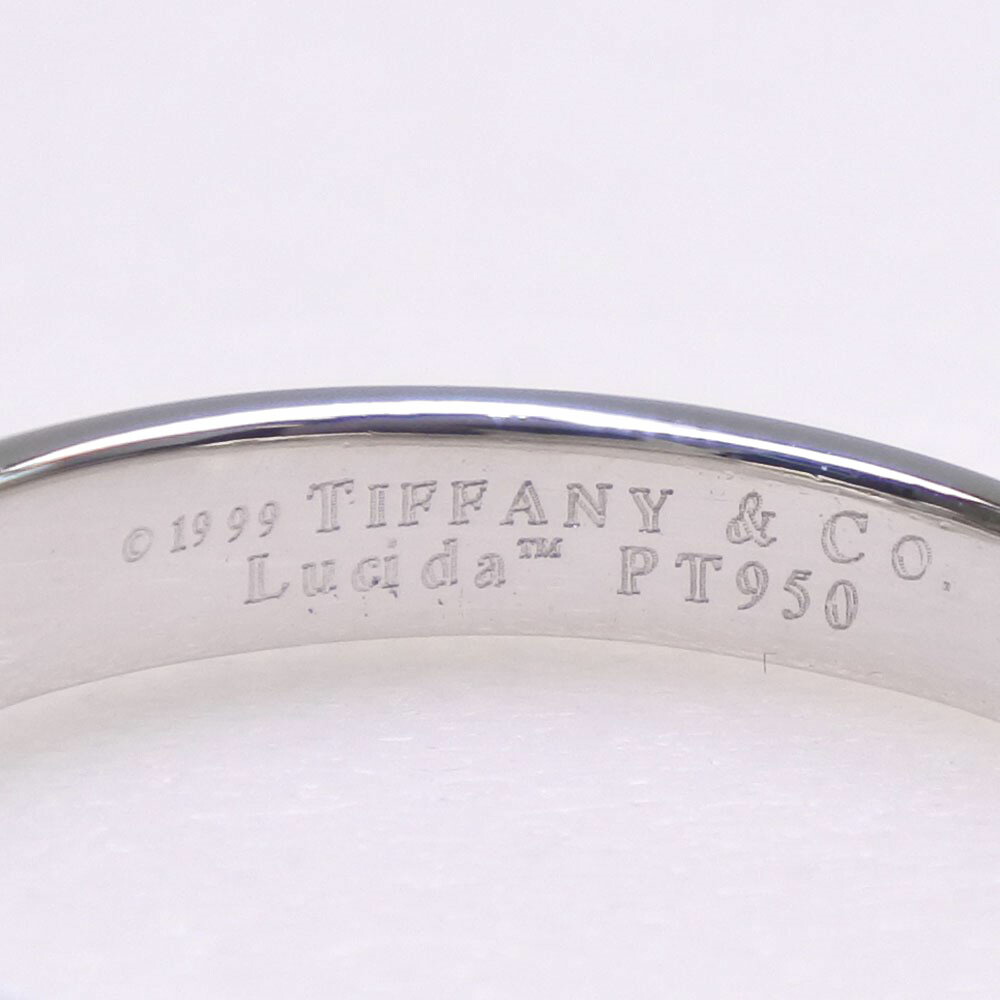 © 1999 TIFFANY & CO.
Lucida™ PT950